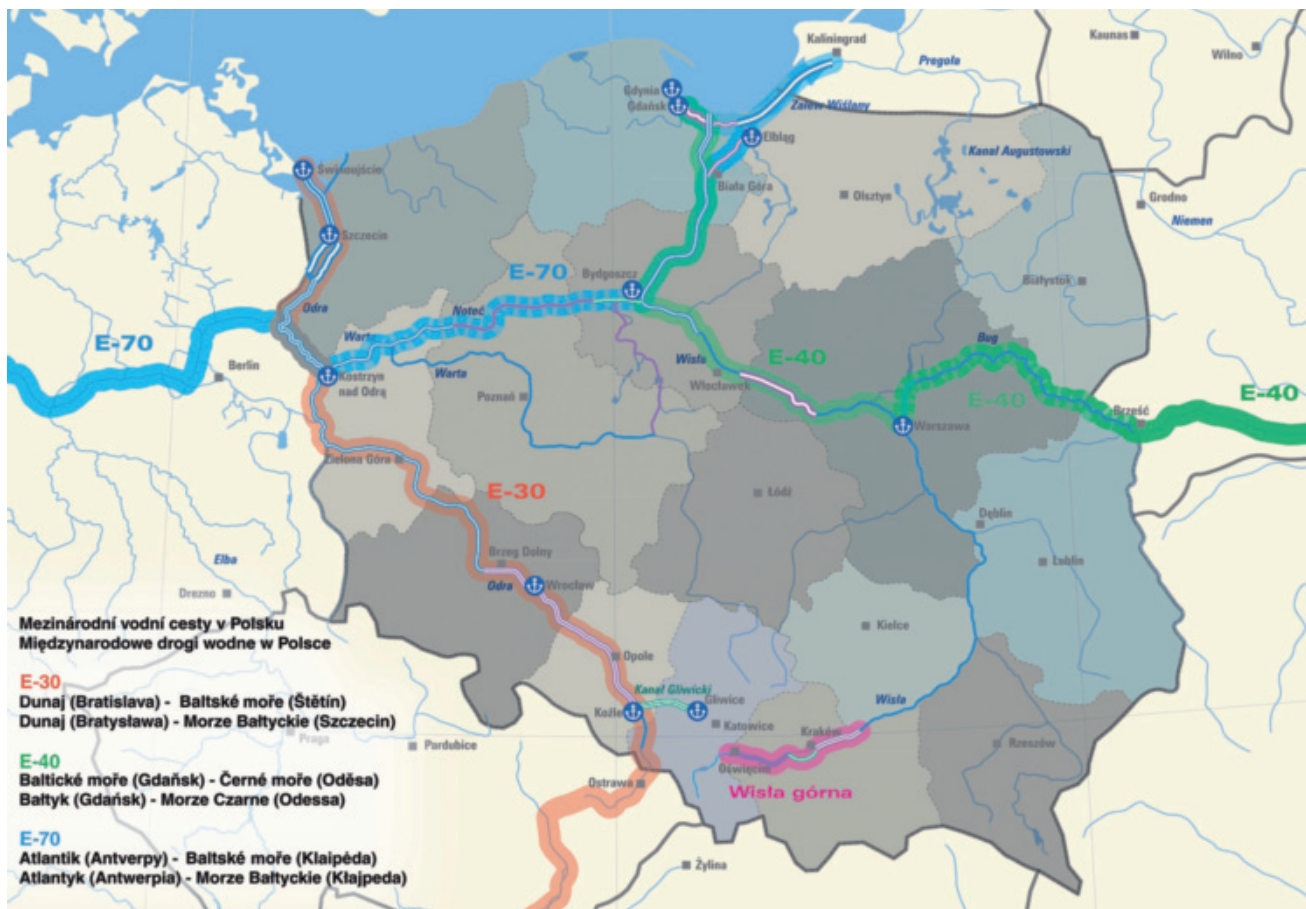 Kaliningrad
Kaunas
Wilno
Pregoła
Gdynia
Gdańsk
Zalew Wiślany
Elbląg
Kanał Augustowski
Świnoujście
Biała Góra
Olsztyn
Grodno
Niemen
Szczecin
Bydgoszcz
E-70
Białystok
Odra
Noteć
Warta
E-70
Berlin
Bug
Wisła
E-40
Włocławek
Kostrzyn
nad Odrą
Warta
Poznań
E-40
E-40
Brześć
Warszawa
Zielona Góra
E-30
Łódź
Dęblin
Brzeg Dolny
Elba
Odra
Wrocław
Lublin
Drezno
Mezinárodní vodní cesty v Polsku
Międzynarodowe drogi wodne w Polsce
Kielce
Opole
E-30
Kanał Gliwicki
Dunaj (Bratislava) - Baltské moře (Štětín)
Dunaj (Bratysława) - Morze Bałtyckie (Szczecin)
Koźle
Gliwice
Wisła
Katowice
Praga
Pardubice
Kraków
Rzeszów
Oświęcim
E-40
Baltické moře (Gdaňsk) - Černé moře (Oděsa)
Bałtyk (Gdańsk) - Morze Czarne (Odessa)
Ostrawa
Wisła górna
E-70
Atlantik (Antverpy) - Baltské moře (Klaipėda)
Atlantyk (Antwerpia) - Morze Bałtyckie (Kłajpeda)
Żylina